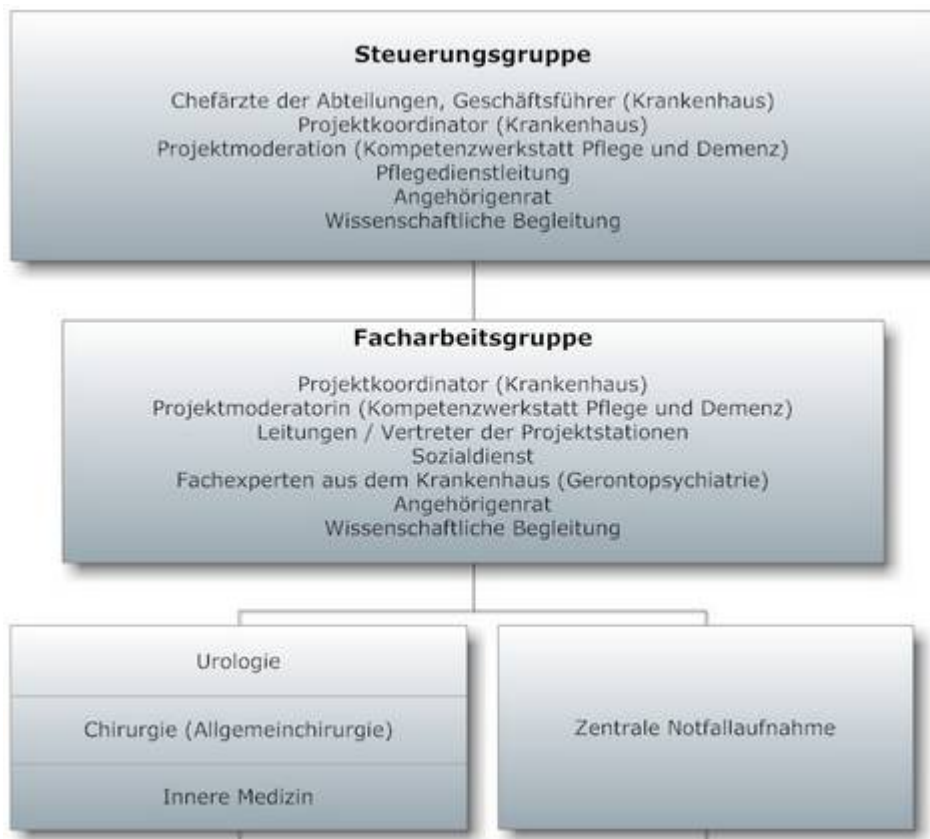 Steuerungsgruppe
Chefärzte der Abteilungen, Geschäftsführer (Krankenhaus)
Projektkoordinator (Krankenhaus)
Projektmoderation (Kompetenzwerkstatt Pflege und Demenz)
Pflegedienstleitung
Angehörigenrat
Wissenschaftliche Begleitung
Facharbeitsgruppe
Projektkoordinator (Krankenhaus)
Projektmoderatorin (Kompetenzwerkstatt Pflege und Demenz)
Leitungen / Vertreter der Projektstationen
Sozialdienst
Fachexperten aus dem Krankenhaus (Gerontopsychiatrie)
Angehörigenrat
Wissenschaftliche Begleitung
Urologie
Chirurgie (Allgemeinchirurgie)
Innere Medizin
Zentrale Notfallaufnahme